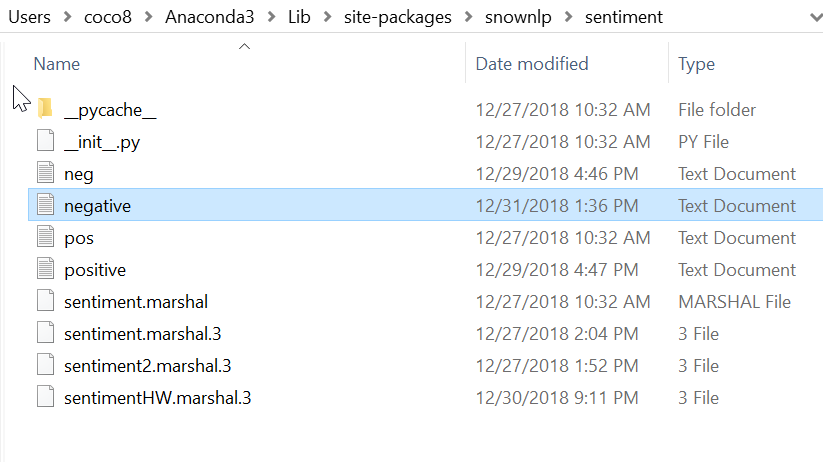 Users > coco8 > Anaconda3 > Lib > site-packages > snownlp > sentiment
Name Date modified Type
__pycache__ 12/27/2018 10:32 AM File folder
__init__.py 12/27/2018 10:32 AM PY File
neg 12/29/2018 4:46 PM Text Document
negative 12/31/2018 1:36 PM Text Document
pos 12/27/2018 10:32 AM Text Document
positive 12/29/2018 4:47 PM Text Document
sentiment.marshal 12/27/2018 10:32 AM MARSHAL File
sentiment.marshal.3 12/27/2018 2:04 PM 3 File
sentiment2.marshal.3 12/27/2018 1:52 PM 3 File
sentimentHW.marshal.3 12/30/2018 9:11 PM 3 File